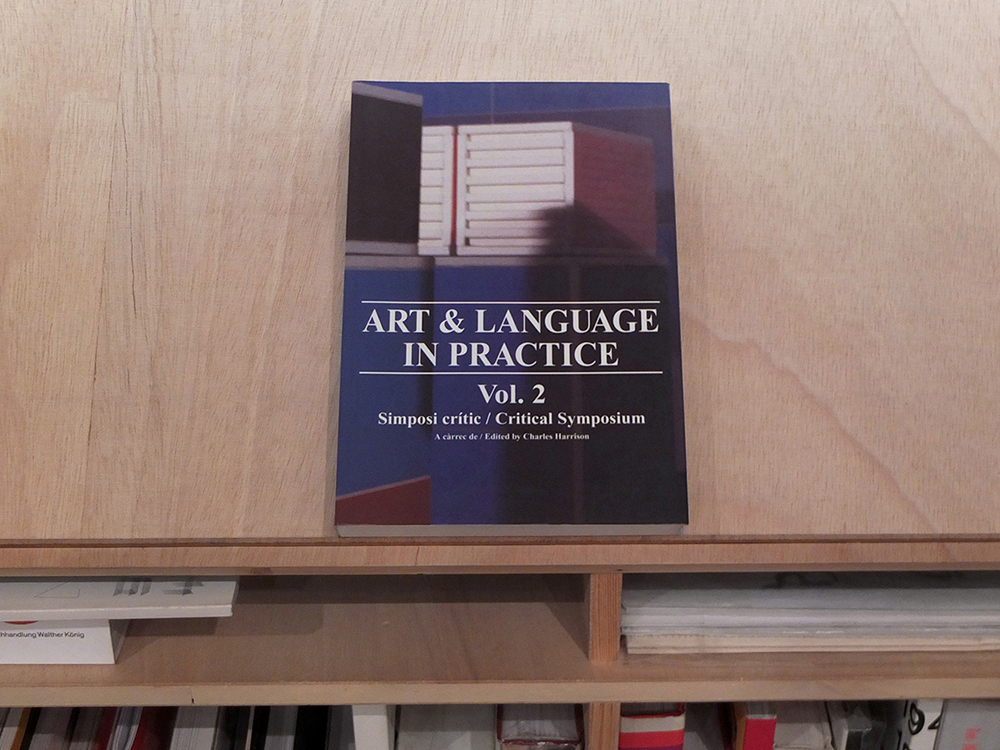 ART & LANGUAGE
IN PRACTICE
Vol. 2
Simposi crític / Critical Symposium
A càrrec de / Edited by Charles Harrison
hhandlung Walther König
94